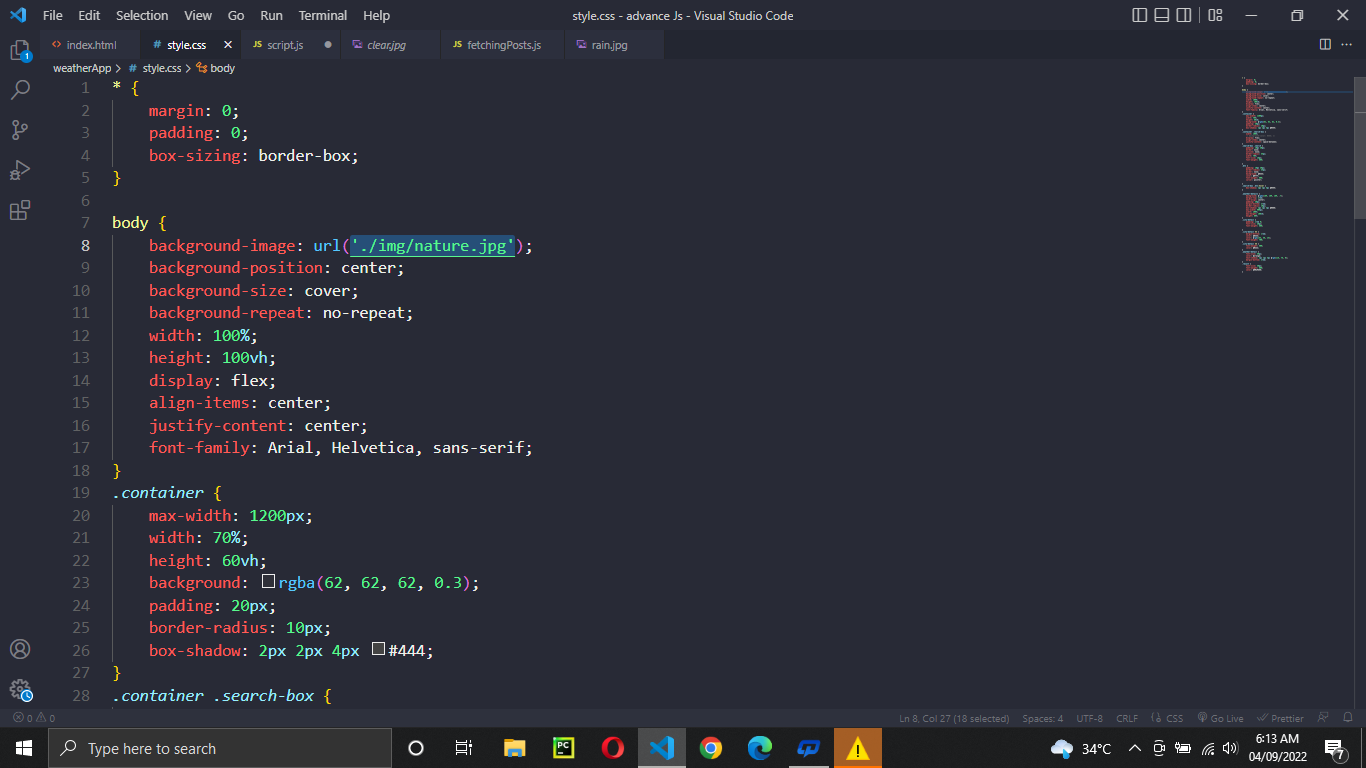 File Edit Selection View Go Run Terminal Help style.css - advance Js - Visual Studio Code
index.html style.css script.js clear.jpg fetchingPosts.js rain.jpg
weatherApp > style.css > body
1 * {
2 margin: 0;
3 padding: 0;
4 box-sizing: border-box;
5 }
6
7 body {
8 background-image: url('./img/nature.jpg');
9 background-position: center;
10 background-size: cover;
11 background-repeat: no-repeat;
12 width: 100%;
13 height: 100vh;
14 display: flex;
15 align-items: center;
16 justify-content: center;
17 font-family: Arial, Helvetica, sans-serif;
18 }
19 .container {
20 max-width: 1200px;
21 width: 70%;
22 height: 60vh;
23 background: rgba(62, 62, 62, 0.3);
24 padding: 20px;
25 border-radius: 10px;
26 box-shadow: 2px 2px 4px #444;
27 }
28 .container .search-box {
0 0 Ln 8, Col 27 (18 selected) Spaces: 4 UTF-8 CRLF CSS Go Live Prettier
Type here to search 34°C 6:13 AM
04/09/2022 7